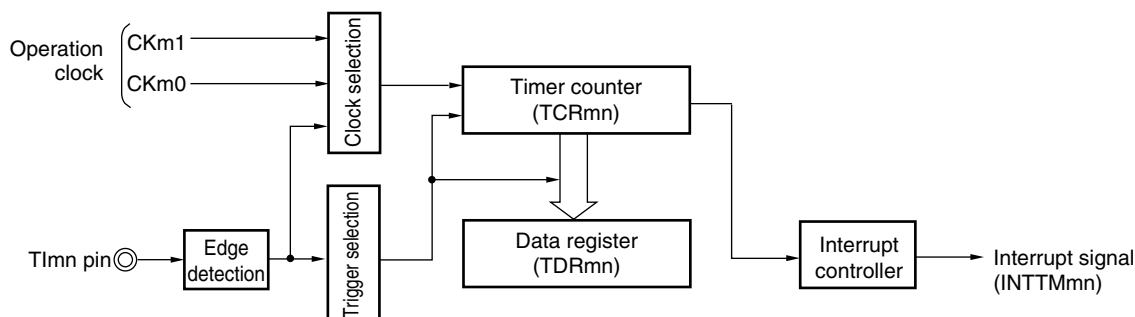 Operation
clock
CKm1
CKm0
Clock selection
Timer counter
(TCRmn)
TImn pin
Edge
detection
Trigger selection
Data register
(TDRmn)
Interrupt
controller
Interrupt signal
(INTTMmn)